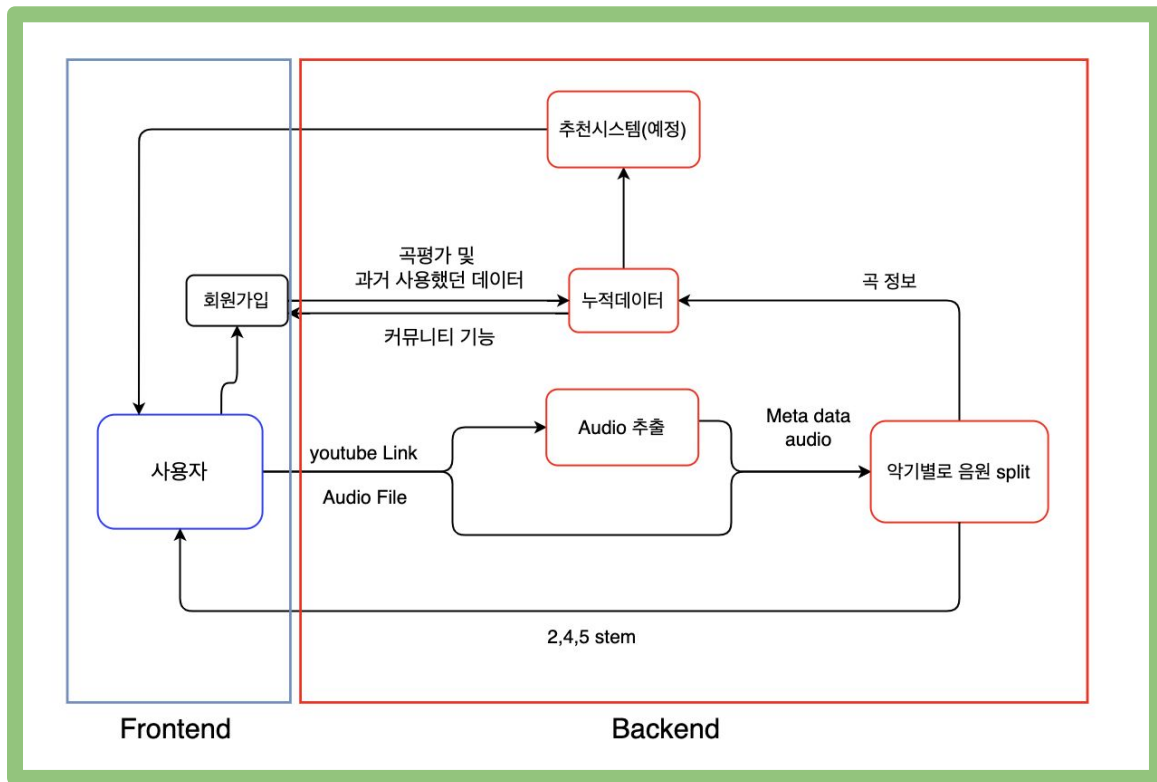 추천시스템(예정)
곡평가 및
과거 사용했던 데이터
회원가입
누적데이터
곡 정보
커뮤니티 기능
사용자
youtube Link
Audio File
Audio 추출
Meta data
audio
악기별로 음원 split
2,4,5 stem
Frontend
Backend